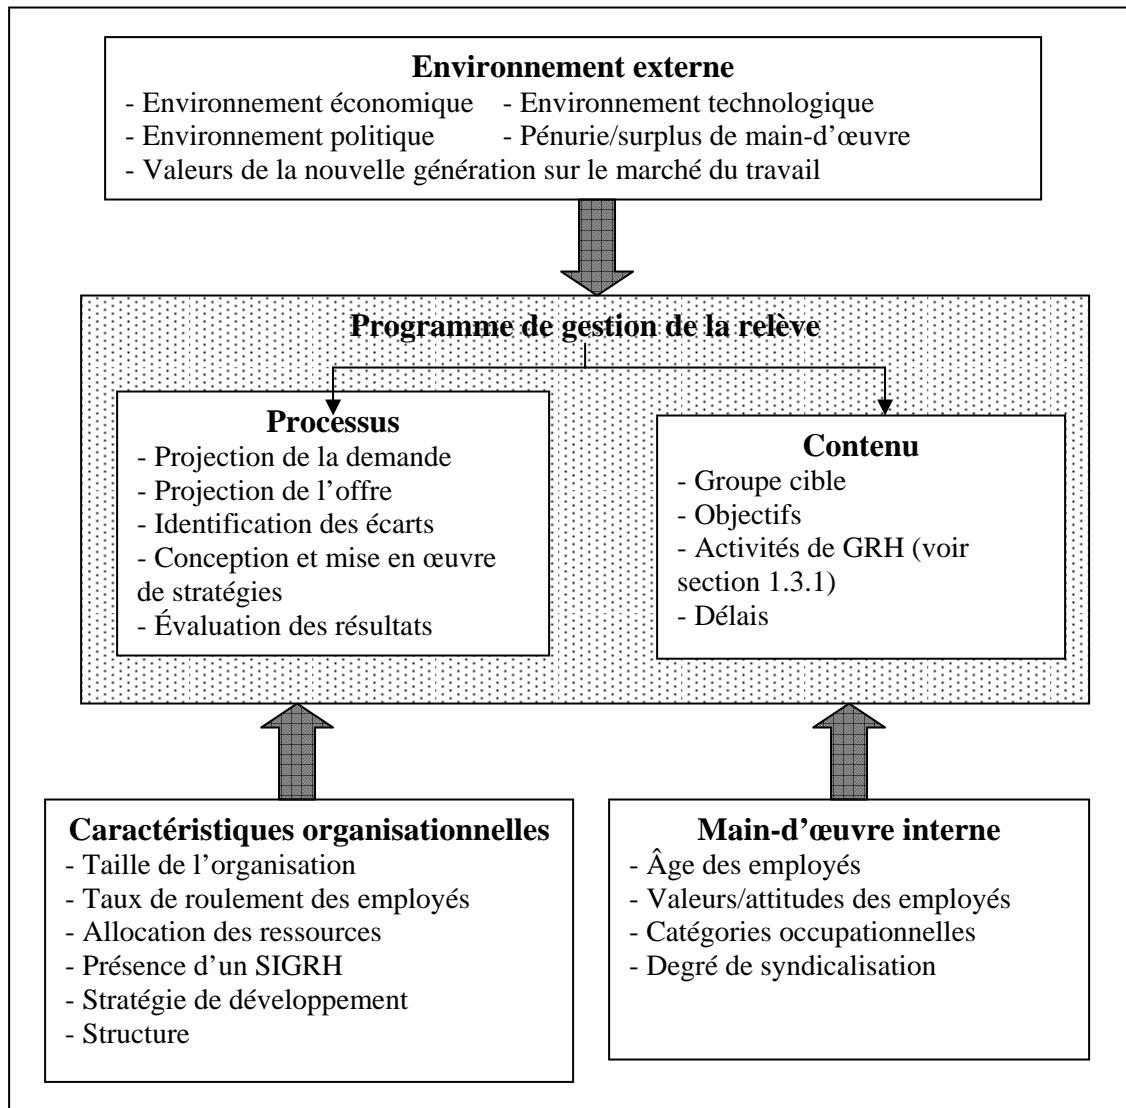 Environnement externe
- Environnement économique - Environnement technologique
- Environnement politique - Pénurie/surplus de main-d’œuvre
- Valeurs de la nouvelle génération sur le marché du travail
Programme de gestion de la relève
Processus
- Projection de la demande
- Projection de l’offre
- Identification des écarts
- Conception et mise en œuvre
de stratégies
- Évaluation des résultats
Contenu
- Groupe cible
- Objectifs
- Activités de GRH (voir
section 1.3.1)
- Délais
Caractéristiques organisationnelles
- Taille de l’organisation
- Taux de roulement des employés
- Allocation des ressources
- Présence d’un SIGRH
- Stratégie de développement
- Structure
Main-d’œuvre interne
- Âge des employés
- Valeurs/attitudes des employés
- Catégories occupationnelles
- Degré de syndicalisation